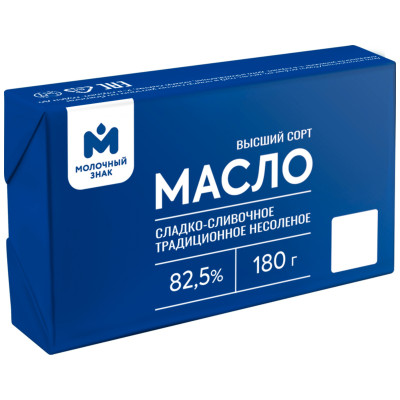 МОЛОЧНЫЙ
ЗНАК
ВЫСШИЙ СОРТ
МАСЛО
СЛАДКО-СЛИВОЧНОЕ
ТРАДИЦИОННОЕ НЕСОЛЕНОЕ
82,5%
180 г